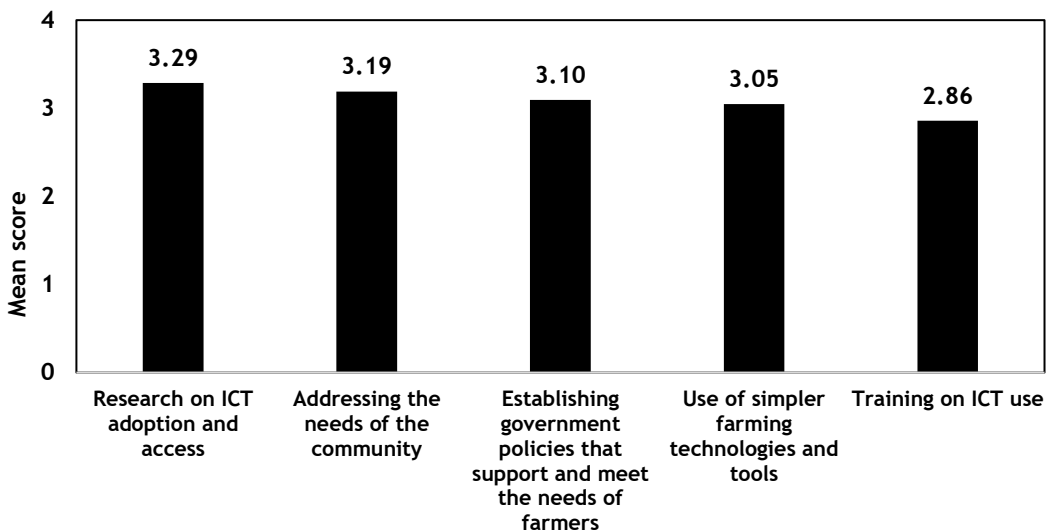 4
3
2
1
0
Mean score
3.29
3.19
3.10
3.05
2.86
Research on ICT
adoption and
access
Addressing the
needs of the
community
Establishing
government
policies that
support and meet
the needs of
farmers
Use of simpler
farming
technologies and
tools
Training on ICT use